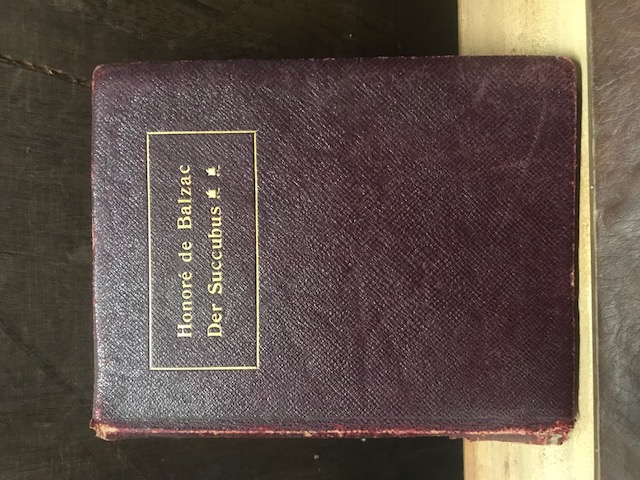 Honoré de Balzac
Der Succubus